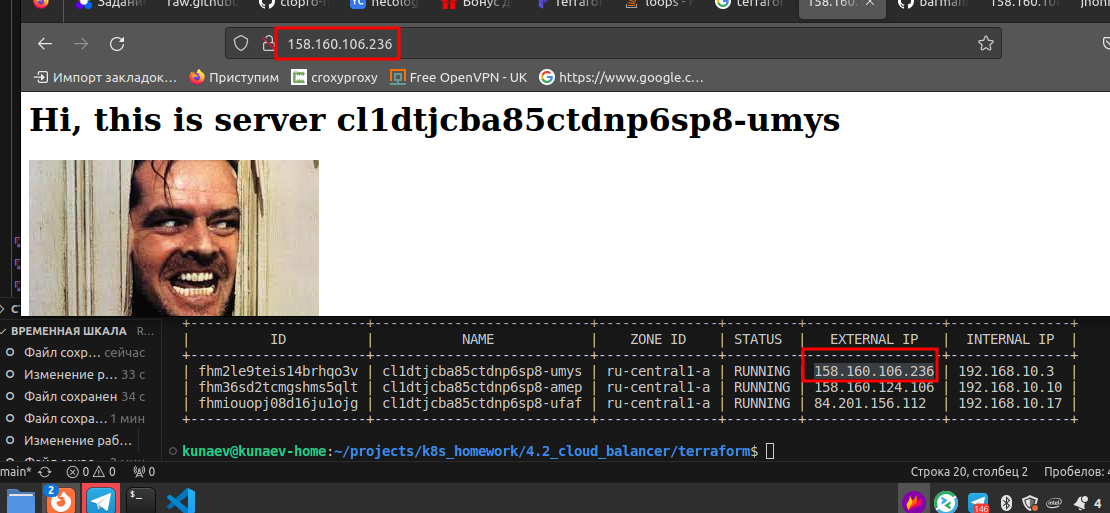 Задани
raw.githubu
clopro-m
netolog
Бонус д
Terrafor
loops - F
terrafor
158.160.1
barman
158.160.10
jhoni
158.160.106.236
Импорт закладок…
Приступим
croxyproxy
Free OpenVPN - UK
https://www.google.c…
Hi, this is server cl1dtjcba85ctdnp6sp8-umys
ВРЕМЕННАЯ ШКАЛА R…
Файл сохр… сейчас
Изменение р… 33 с
Файл сохранен 34 с
Файл сохра… 1 мин
Изменение раб…
| ID | NAME | ZONE ID | STATUS | EXTERNAL IP | INTERNAL IP |
| fhm2le9teis14brhqo3v | cl1dtjcba85ctdnp6sp8-umys | ru-central1-a | RUNNING | 158.160.106.236 | 192.168.10.3 |
| fhm36sd2tcmgshms5qlt | cl1dtjcba85ctdnp6sp8-amep | ru-central1-a | RUNNING | 158.160.124.106 | 192.168.10.10 |
| fhmiouopj08d16ju1ojg | cl1dtjcba85ctdnp6sp8-ufaf | ru-central1-a | RUNNING | 84.201.156.112 | 192.168.10.17 |
kunaev@kunaev-home:~/projects/k8s_homework/4.2_cloud_balancer/terraform$
main* 0 0 0
Строка 20, столбец 2 Пробелов: 4
2
146
4